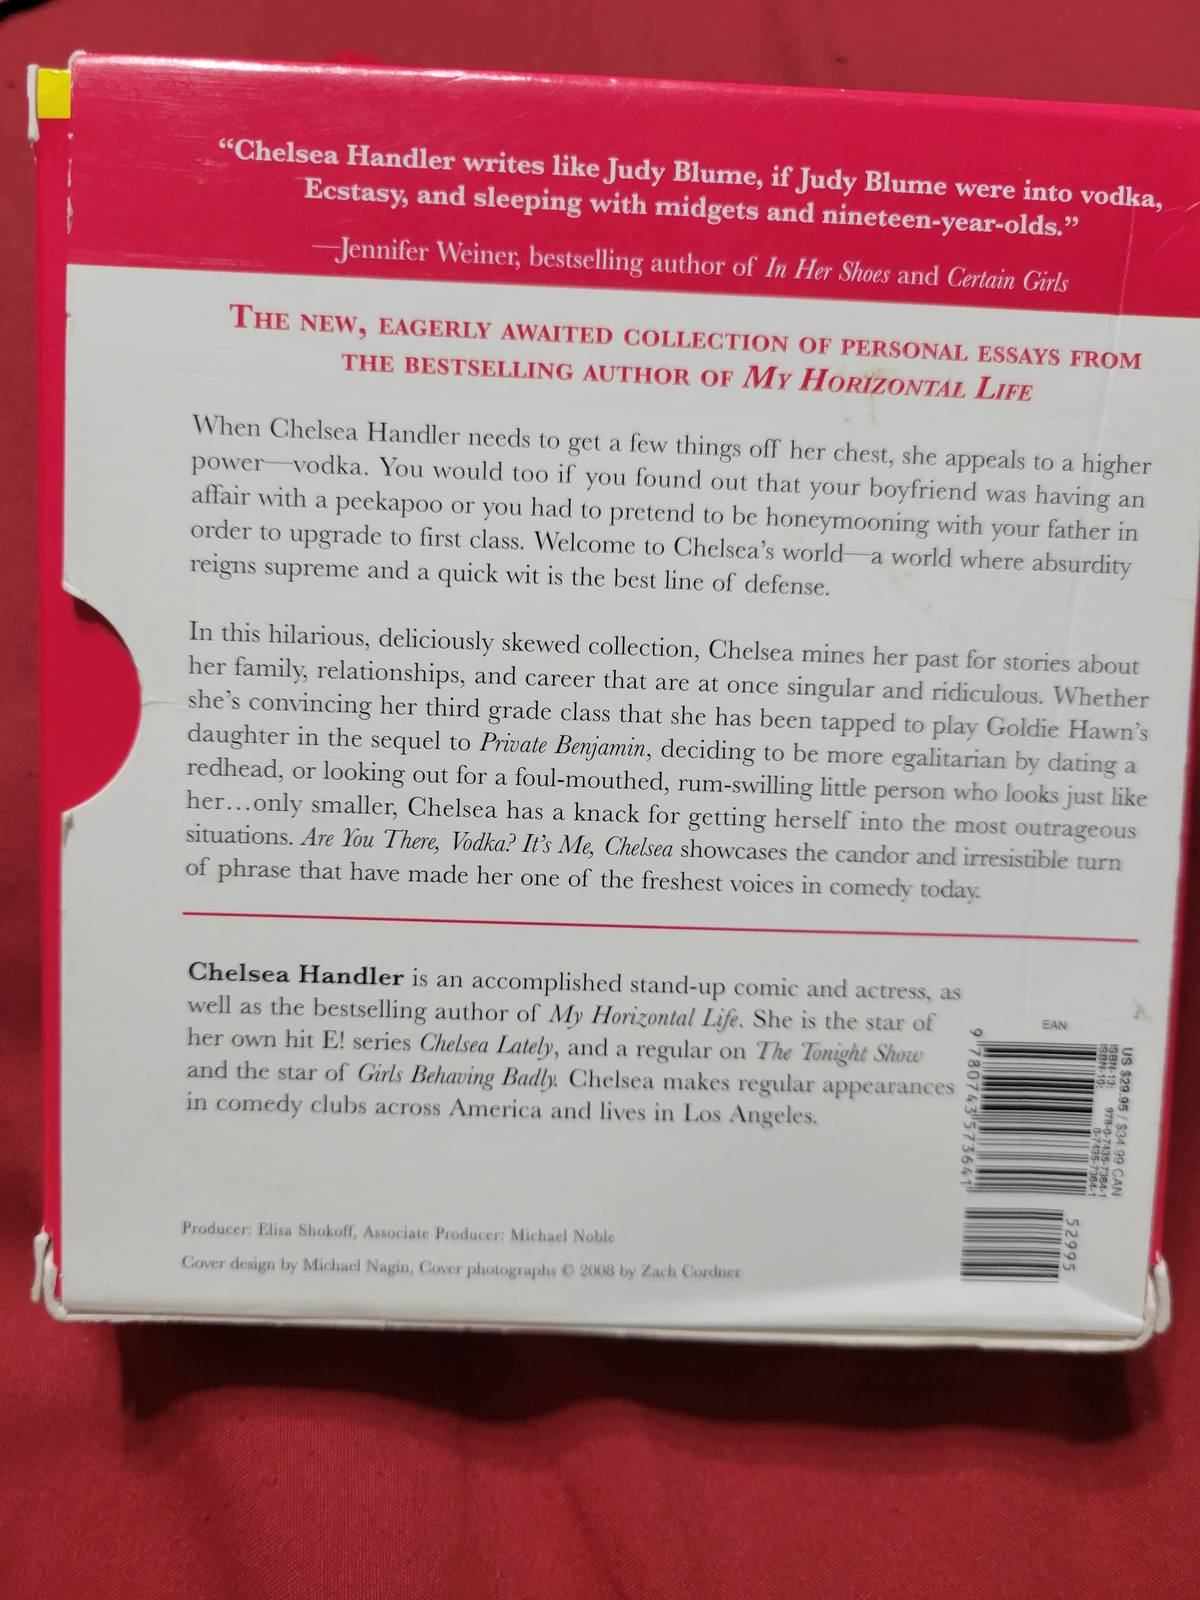 “Chelsea Handler writes like Judy Blume, if Judy Blume were into vodka,
Ecstasy, and sleeping with midgets and nineteen-year-olds.”
—Jennifer Weiner, bestselling author of In Her Shoes and Certain Girls
THE NEW, EAGERLY AWAITED COLLECTION OF PERSONAL ESSAYS FROM
THE BESTSELLING AUTHOR OF MY HORIZONTAL LIFE
When Chelsea Handler needs to get a few things off her chest, she appeals to a higher
power—vodka. You would too if you found out that your boyfriend was having an
affair with a peekapoo or you had to pretend to be honeymooning with your father in
order to upgrade to first class. Welcome to Chelsea’s world—a world where absurdity
reigns supreme and a quick wit is the best line of defense.
In this hilarious, deliciously skewed collection, Chelsea mines her past for stories about
her family, relationships, and career that are at once singular and ridiculous. Whether
she’s convincing her third grade class that she has been tapped to play Goldie Hawn’s
daughter in the sequel to Private Benjamin, deciding to be more egalitarian by dating a
redhead, or looking out for a foul-mouthed, rum-swilling little person who looks just like
her…only smaller, Chelsea has a knack for getting herself into the most outrageous
situations. Are You There, Vodka? It’s Me, Chelsea showcases the candor and irresistible turn
of phrase that have made her one of the freshest voices in comedy today.
Chelsea Handler is an accomplished stand-up comic and actress, as
well as the bestselling author of My Horizontal Life. She is the star of
her own hit E! series Chelsea Lately, and a regular on The Tonight Show
and the star of Girls Behaving Badly. Chelsea makes regular appearances
in comedy clubs across America and lives in Los Angeles.
EAN
US $29.95 / $34.99 CAN
ISBN-13: 978-0-7435-7364-1
ISBN-10: 0-7435-7364-1
9 780743 573641
52995
Producer: Elisa Shokoff, Associate Producer: Michael Noble
Cover design by Michael Nagin, Cover photographs © 2008 by Zach Cordner